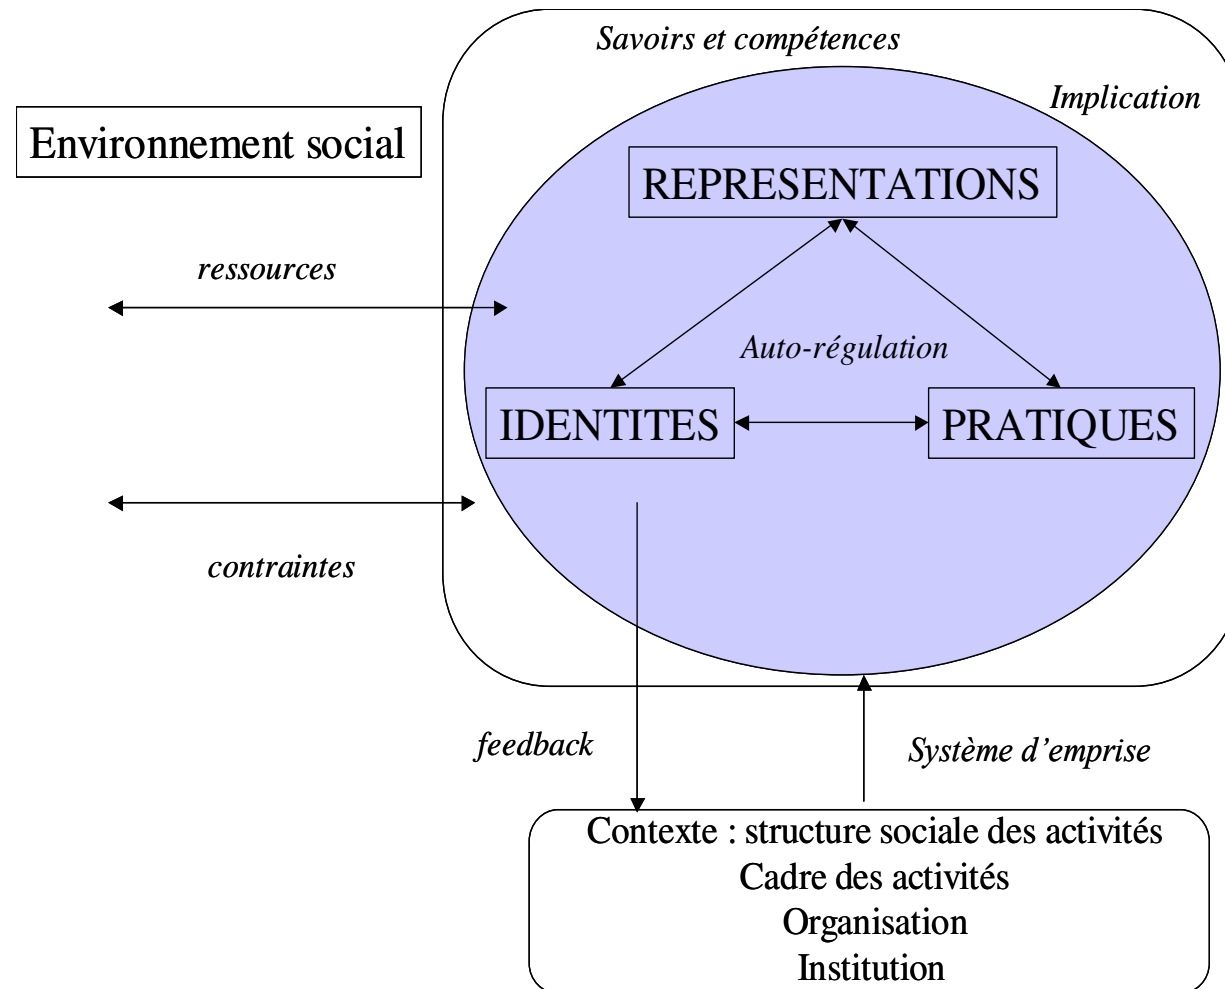 Savoirs et compétences
Implication
Environnement social
REPRESENTATIONS
ressources
Auto-régulation
IDENTITES
PRATIQUES
contraintes
feedback
Système d’emprise
Contexte : structure sociale des activités
Cadre des activités
Organisation
Institution